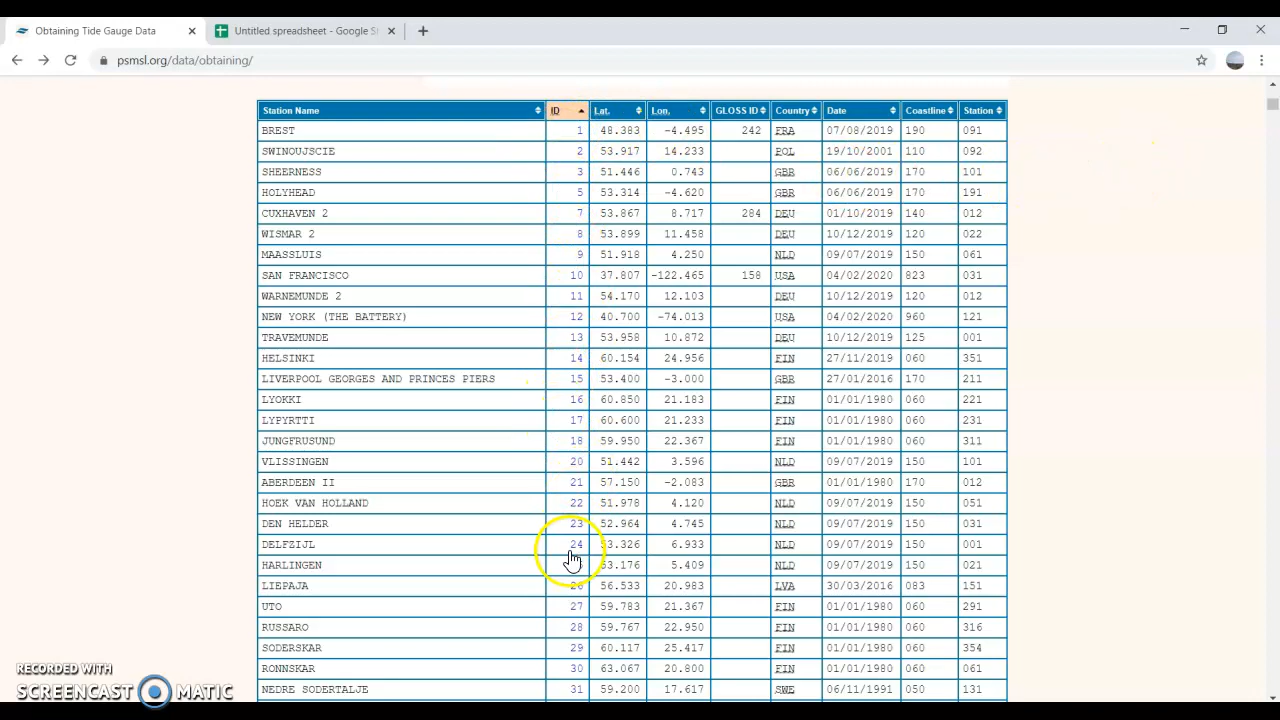 Obtaining Tide Gauge Data
Untitled spreadsheet - Google S
psmsl.org/data/obtaining/
Station Name ID Lat. Lon. GLOSS ID Country Date Coastline Station
BREST 1 48.383 -4.495 242 FRA 07/08/2019 190 091
SWINOUJSCIE 2 53.917 14.233 POL 19/10/2001 110 092
SHEERNESS 3 51.446 0.743 GBR 06/06/2019 170 101
HOLYHEAD 5 53.314 -4.620 GBR 06/06/2019 170 191
CUXHAVEN 2 7 53.867 8.717 284 DEU 01/10/2019 140 012
WISMAR 2 8 53.899 11.458 DEU 10/12/2019 120 022
MAASSLUIS 9 51.918 4.250 NLD 09/07/2019 150 061
SAN FRANCISCO 10 37.807 -122.465 158 USA 04/02/2020 823 031
WARNEMUNDE 2 11 54.170 12.103 DEU 10/12/2019 120 012
NEW YORK (THE BATTERY) 12 40.700 -74.013 USA 04/02/2020 960 121
TRAVEMUNDE 13 53.958 10.872 DEU 10/12/2019 125 001
HELSINKI 14 60.154 24.956 FIN 27/11/2019 060 351
LIVERPOOL GEORGES AND PRINCES PIERS 15 53.400 -3.000 GBR 27/01/2016 170 211
LYOKKI 16 60.850 21.183 FIN 01/01/1980 060 221
LYPYRTTI 17 60.600 21.233 FIN 01/01/1980 060 231
JUNGFRUSUND 18 59.950 22.367 FIN 01/01/1980 060 311
VLISSINGEN 20 51.442 3.596 NLD 09/07/2019 150 101
ABERDEEN II 21 57.150 -2.083 GBR 01/01/1980 170 012
HOEK VAN HOLLAND 22 51.978 4.120 NLD 09/07/2019 150 051
DEN HELDER 23 52.964 4.745 NLD 09/07/2019 150 031
DELFZIJL 24 53.326 6.933 NLD 09/07/2019 150 001
HARLINGEN 53.176 5.409 NLD 09/07/2019 150 021
LIEPAJA 26 56.533 20.983 LVA 30/03/2016 083 151
UTO 27 59.783 21.367 FIN 01/01/1980 060 291
RUSSARO 28 59.767 22.950 FIN 01/01/1980 060 316
SODERSKAR 29 60.117 25.417 FIN 01/01/1980 060 354
RONNSKAR 30 63.067 20.800 FIN 01/01/1980 060 061
NEDRE SODERTALJE 31 59.200 17.617 SWE 06/11/1991 050 131
RECORDED WITH
SCREENCAST MATIC